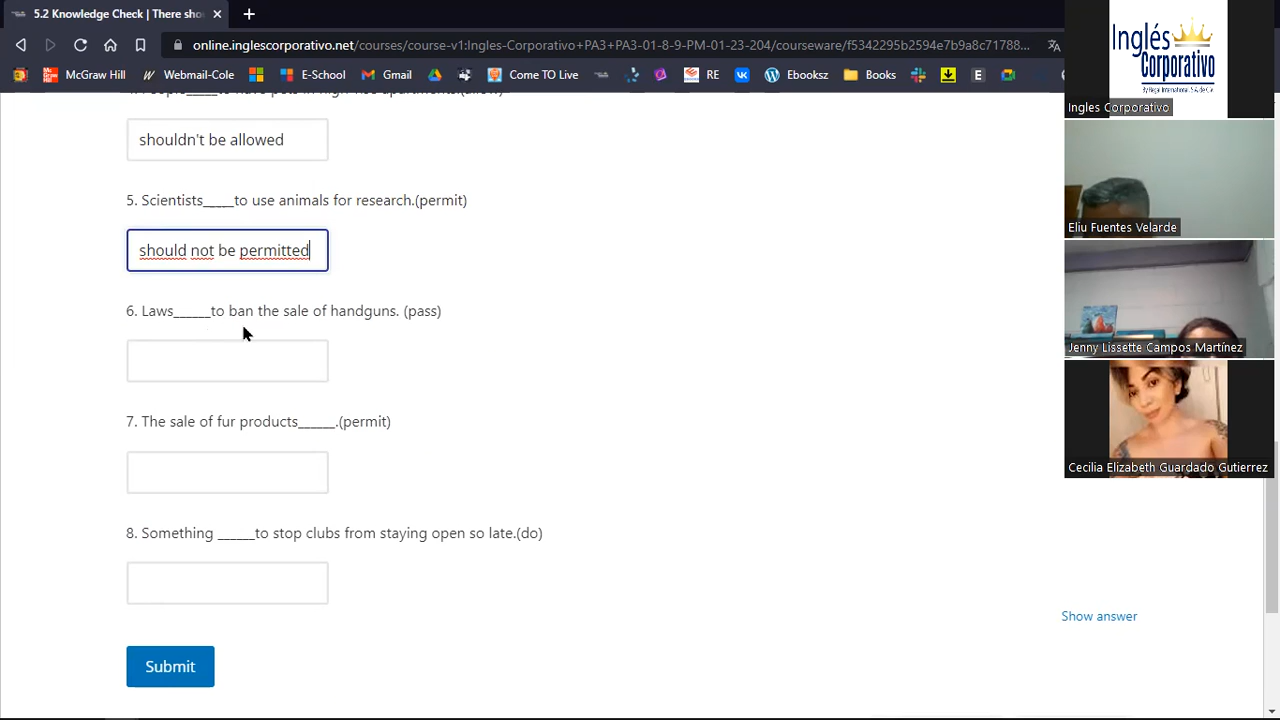 5.2 Knowledge Check | There sho
online.inglescorporativo.net/courses/course-v1:Ingles-Corporativo+PA3+PA3-01-8-9-PM-01-23-204/courseware/f5342295b2594e7b9a8c71788...
McGraw Hill
Webmail-Cole
E-School
Gmail
Come TO Live
RE
Ebooksz
Books
shouldn't be allowed
5. Scientists_____to use animals for research.(permit)
should not be permitted
6. Laws______to ban the sale of handguns. (pass)
7. The sale of fur products______.(permit)
8. Something ______to stop clubs from staying open so late.(do)
Show answer
Submit
Inglés
Corporativo
Ingles Corporativo
Eliu Fuentes Velarde
Jenny Lissette Campos Martínez
Cecilia Elizabeth Guardado Gutierrez